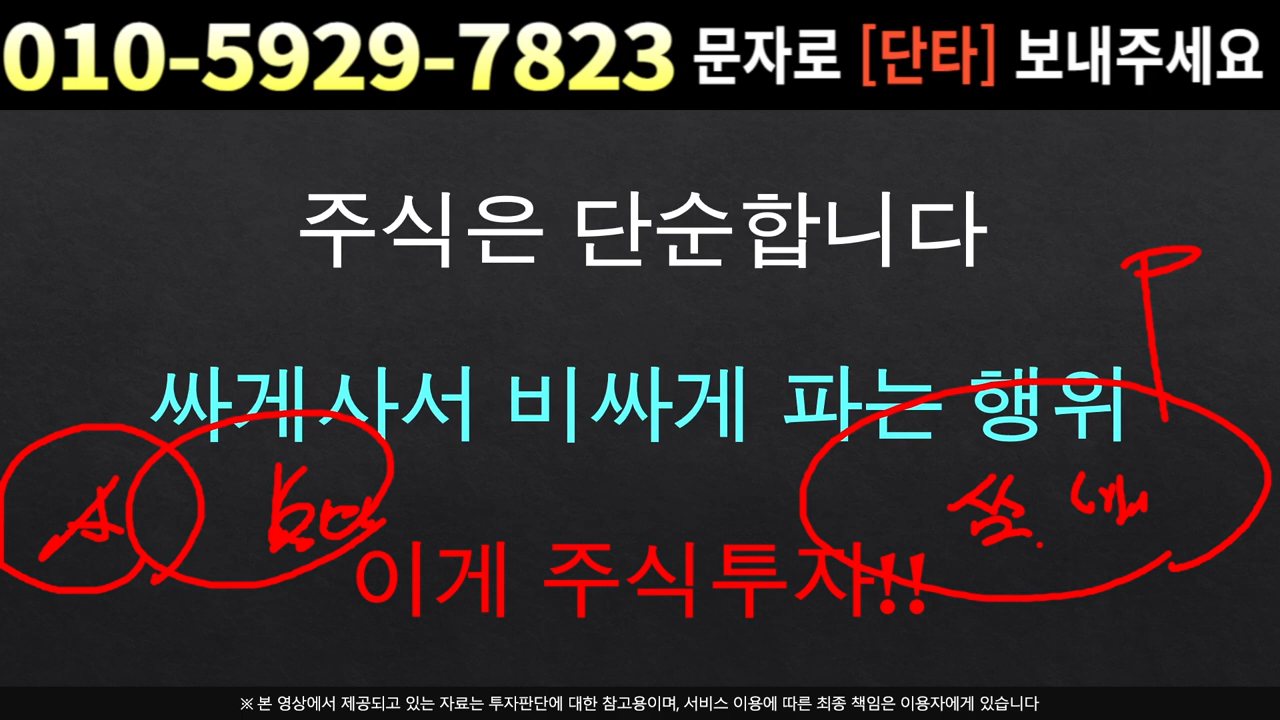 010-5929-7823 문자로 [단타] 보내주세요
주식은 단순합니다
싸게사서 비싸게 파는 행위
이게 주식투자!!
※ 본 영상에서 제공되고 있는 자료는 투자판단에 대한 참고용이며, 서비스 이용에 따른 최종 책임은 이용자에게 있습니다